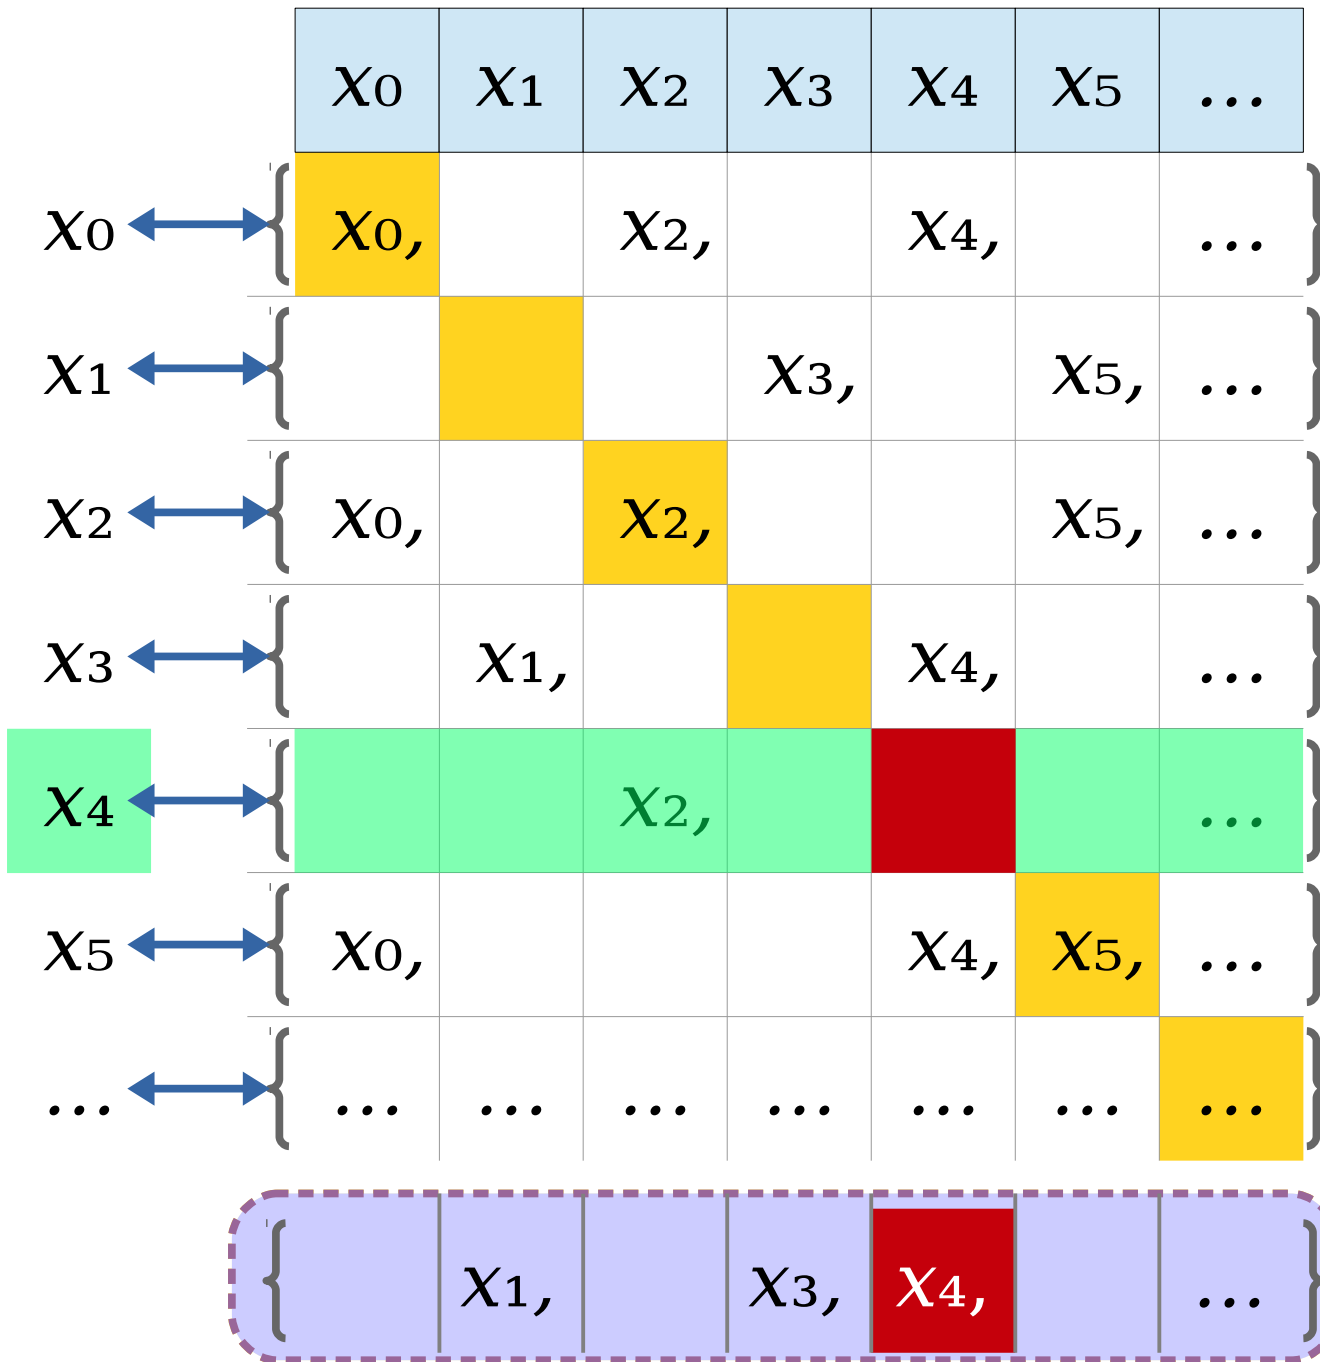 x₀ x₁ x₂ x₃ x₄ x₅ ...
x₀ { x₀, x₂, x₄, ... }
x₁ { x₃, x₅, ... }
x₂ { x₀, x₂, x₅, ... }
x₃ { x₁, x₄, ... }
x₄ { x₂, ... }
x₅ { x₀, x₄, x₅, ... }
... { ... ... ... ... ... ... ... }
{ x₁, x₃, x₄, ... }